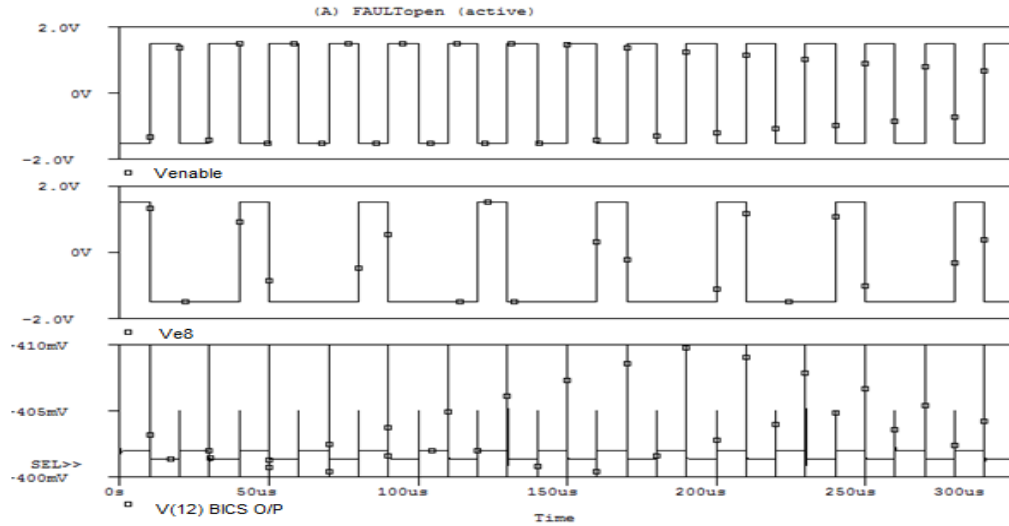 (A) FAULTopen (active)
2.0V
0V
-2.0V
Venable
2.0V
0V
-2.0V
Ve8
-410mV
-405mV
SEL>>
-400mV
0s 50us 100us 150us 200us 250us 300us
V(12) BICS O/P
Time